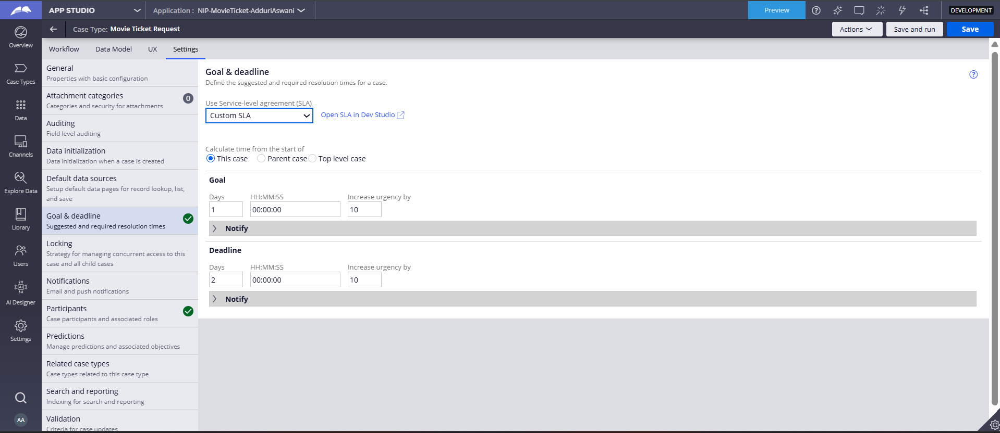 APP STUDIO
Application : NIP-MovieTicket-AdduriAswani
Preview
DEVELOPMENT
Case Type: Movie Ticket Request
Actions
Save and run
Save
Overview
Case Types
Data
Channels
Explore Data
Library
Users
AI
AI Designer
Settings
AA
Workflow
Data Model
UX
Settings
General
Properties with basic configuration
Attachment categories
0
Categories and security for attachments
Auditing
Field level auditing
Data initialization
Data initialization when a case is created
Default data sources
Setup default data pages for record lookup, list,
and save
Goal & deadline
Suggested and required resolution times
Locking
Strategy for managing concurrent access to this
case and all child cases
Notifications
Email and push notifications
Participants
Case participants and associated roles
Predictions
Manage predictions and associated objectives
Related case types
Case types related to this case type
Search and reporting
Indexing for search and reporting
Validation
Criteria for case updates
Goal & deadline
Define the suggested and required resolution times for a case.
Use Service-level agreement (SLA)
Custom SLA
Open SLA in Dev Studio
Calculate time from the start of
This case Parent case Top level case
Goal
Days HH:MM:SS Increase urgency by
1 00:00:00 10
Notify
Deadline
Days HH:MM:SS Increase urgency by
2 00:00:00 10
Notify